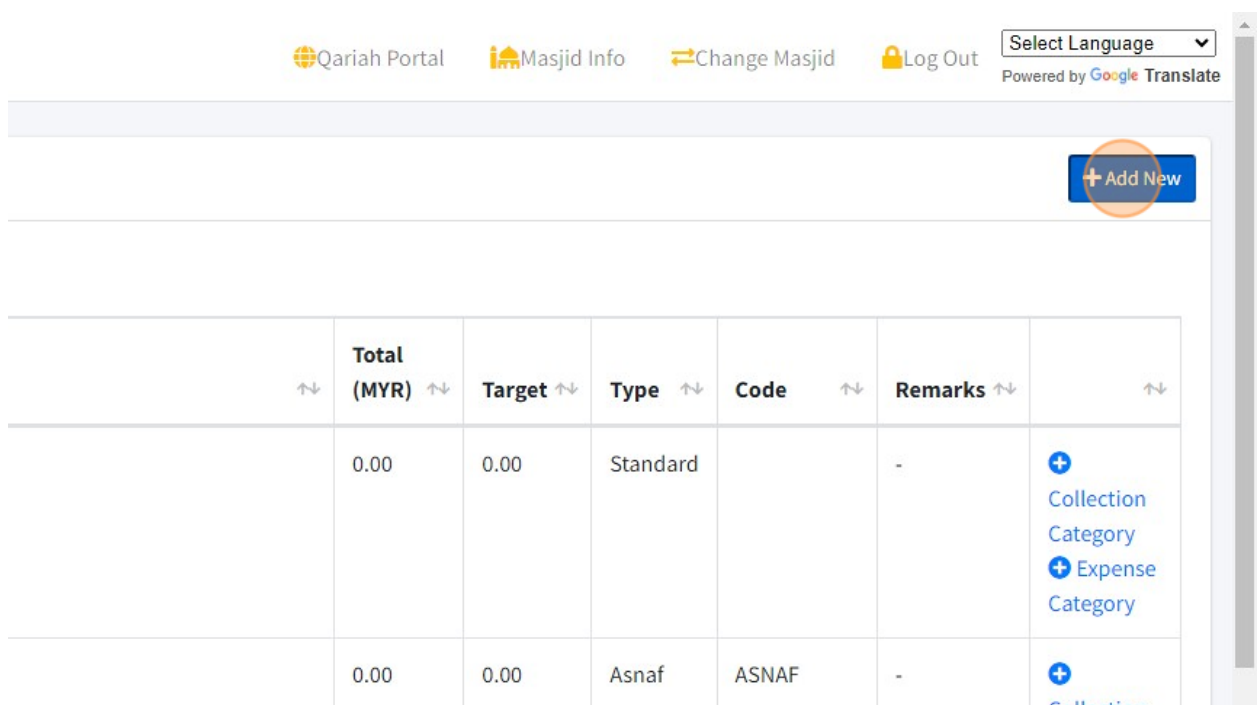 Qariah Portal Masjid Info Change Masjid Log Out Select Language
Powered by Google Translate
Add New
Total
(MYR) Target Type Code Remarks
0.00 0.00 Standard -
Collection
Category
Expense
Category
0.00 0.00 Asnaf ASNAF -